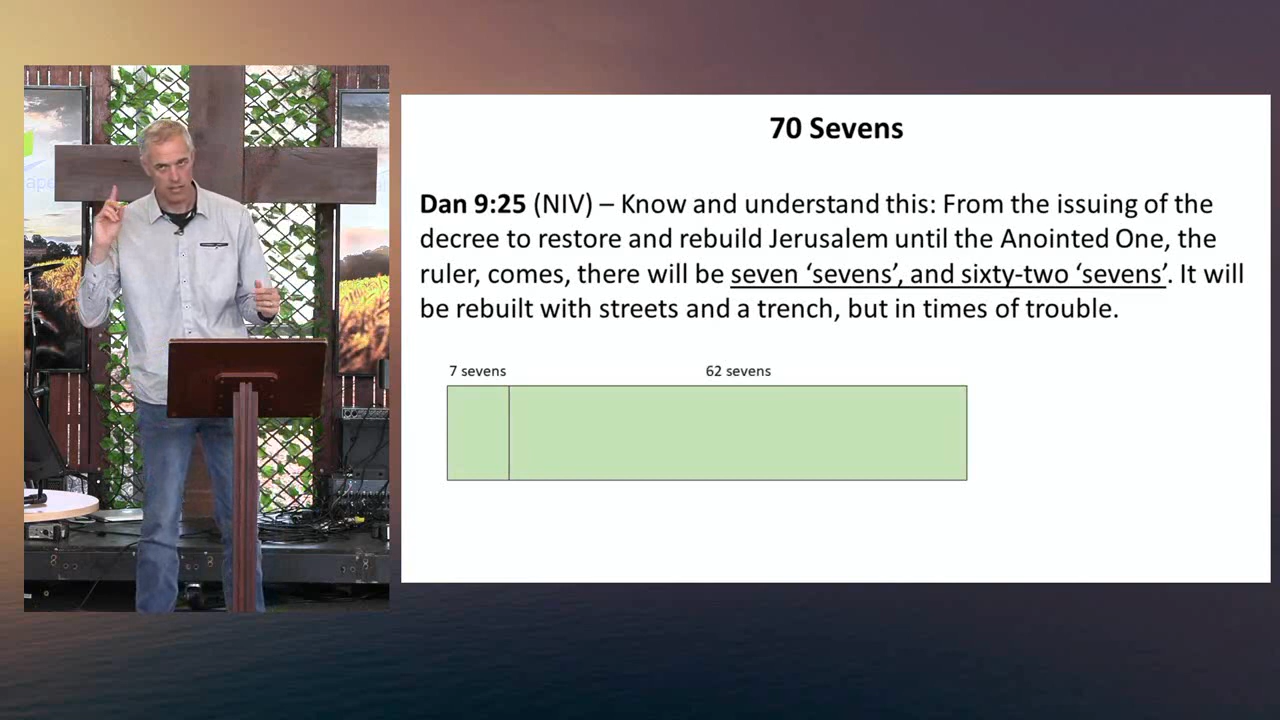 70 Sevens
Dan 9:25 (NIV) – Know and understand this: From the issuing of the
decree to restore and rebuild Jerusalem until the Anointed One, the
ruler, comes, there will be seven ‘sevens’, and sixty-two ‘sevens’. It will
be rebuilt with streets and a trench, but in times of trouble.
7 sevens
62 sevens